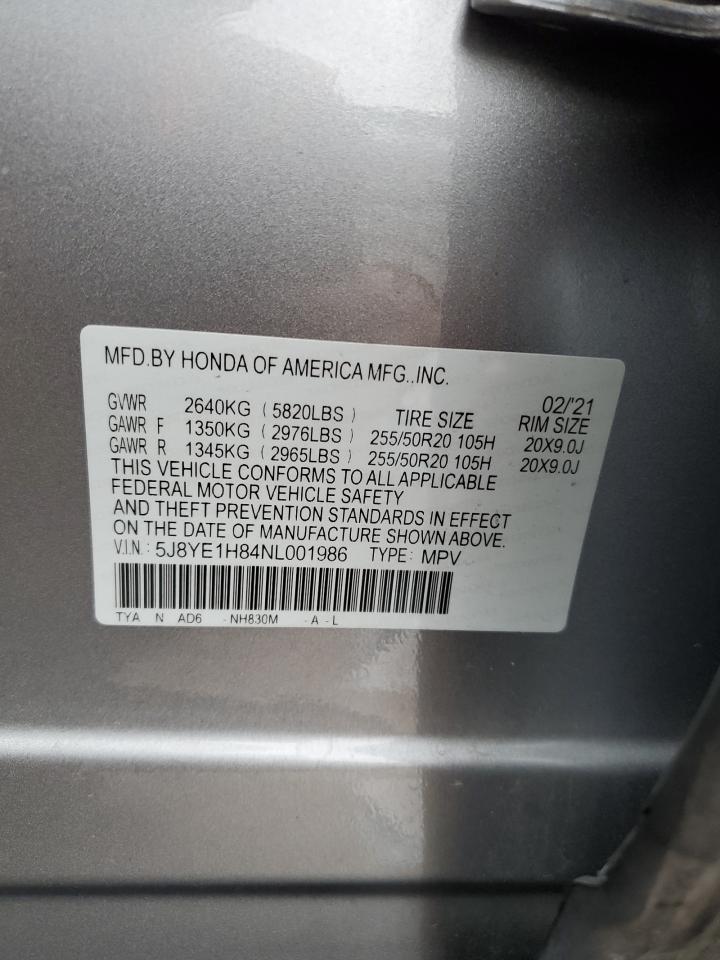 MFD.BY HONDA OF AMERICA MFG.,INC.
02/'21
GVWR 2640KG (5820LBS) TIRE SIZE RIM SIZE
GAWR F 1350KG (2976LBS) 255/50R20 105H 20X9.0J
GAWR R 1345KG (2965LBS) 255/50R20 105H 20X9.0J
THIS VEHICLE CONFORMS TO ALL APPLICABLE
FEDERAL MOTOR VEHICLE SAFETY
AND THEFT PREVENTION STANDARDS IN EFFECT
ON THE DATE OF MANUFACTURE SHOWN ABOVE.
V.I.N.: 5J8YE1H84NL001986 TYPE: MPV
TYA N AD6 -NH830M -A-L